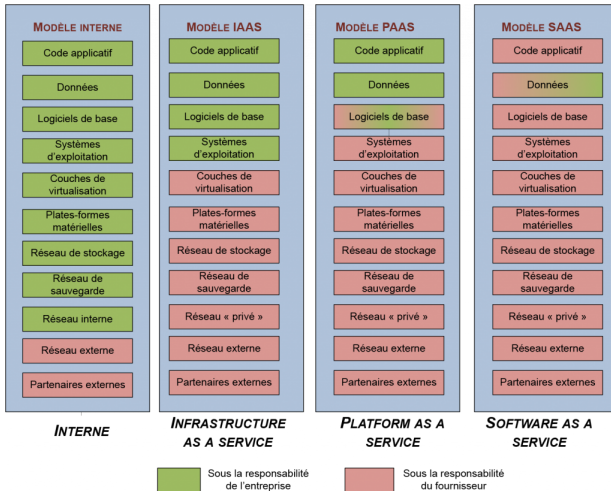 MODÈLE INTERNE
Code applicatif
Données
Logiciels de base
Systèmes
d'exploitation
Couches de
virtualisation
Plates-formes
matérielles
Réseau de stockage
Réseau de
sauvegarde
Réseau interne
Réseau externe
Partenaires externes
INTERNE
MODÈLE IAAS
Code applicatif
Données
Logiciels de base
Systèmes
d'exploitation
Couches de
virtualisation
Plates-formes
matérielles
Réseau de stockage
Réseau de
sauvegarde
Réseau « privé »
Réseau externe
Partenaires externes
INFRASTRUCTURE
AS A SERVICE
MODÈLE PAAS
Code applicatif
Données
Logiciels de base
Systèmes
d'exploitation
Couches de
virtualisation
Plates-formes
matérielles
Réseau de stockage
Réseau de
sauvegarde
Réseau « privé »
Réseau externe
Partenaires externes
PLATFORM AS A
SERVICE
MODÈLE SAAS
Code applicatif
Données
Logiciels de base
Systèmes
d'exploitation
Couches de
virtualisation
Plates-formes
matérielles
Réseau de stockage
Réseau de
sauvegarde
Réseau « privé »
Réseau externe
Partenaires externes
SOFTWARE AS A
SERVICE
Sous la responsabilité
de l'entreprise
Sous la responsabilité
du fournisseur